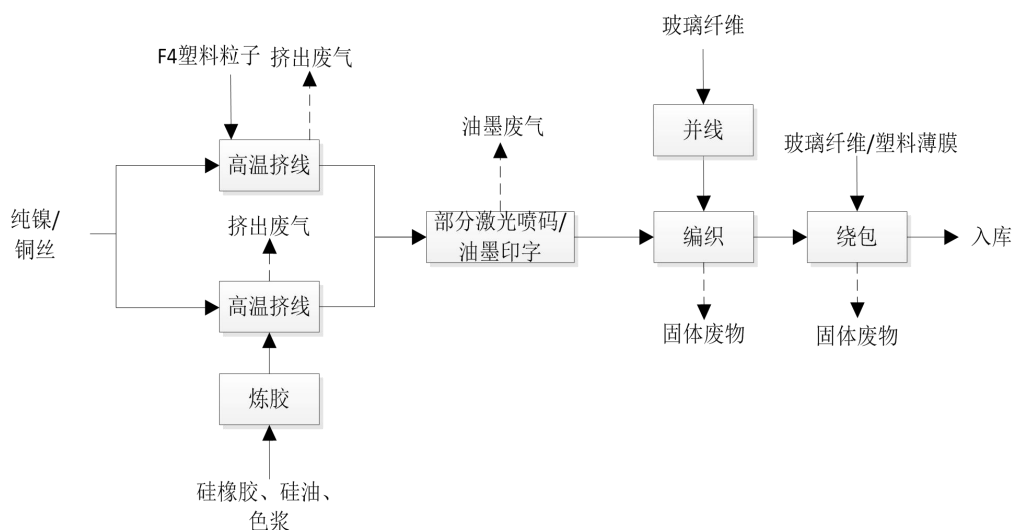 玻璃纤维
F4塑料粒子
挤出废气
油墨废气
并线
玻璃纤维/塑料薄膜
高温挤线
纯镍/
铜丝
挤出废气
部分激光喷码/
油墨印字
编织
绕包
入库
高温挤线
固体废物
固体废物
炼胶
硅橡胶、硅油、
色浆